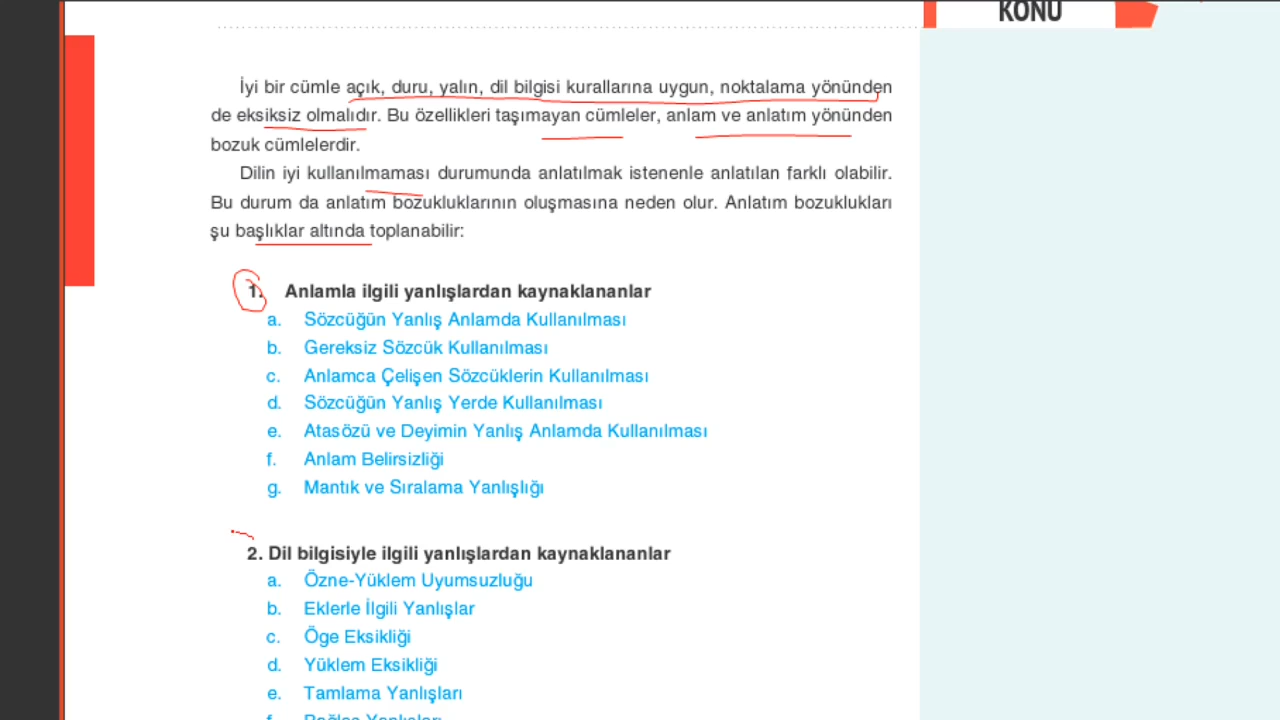 KONU
İyi bir cümle açık, duru, yalın, dil bilgisi kurallarına uygun, noktalama yönünden
de eksiksiz olmalıdır. Bu özellikleri taşımayan cümleler, anlam ve anlatım yönünden
bozuk cümlelerdir.
Dilin iyi kullanılmaması durumunda anlatılmak istenenle anlatılan farklı olabilir.
Bu durum da anlatım bozukluklarının oluşmasına neden olur. Anlatım bozuklukları
şu başlıklar altında toplanabilir:
1. Anlamla ilgili yanlışlardan kaynaklananlar
a. Sözcüğün Yanlış Anlamda Kullanılması
b. Gereksiz Sözcük Kullanılması
c. Anlamca Çelişen Sözcüklerin Kullanılması
d. Sözcüğün Yanlış Yerde Kullanılması
e. Atasözü ve Deyimin Yanlış Anlamda Kullanılması
f. Anlam Belirsizliği
g. Mantık ve Sıralama Yanlışlığı
2. Dil bilgisiyle ilgili yanlışlardan kaynaklananlar
a. Özne-Yüklem Uyumsuzluğu
b. Eklerle İlgili Yanlışlar
c. Öge Eksikliği
d. Yüklem Eksikliği
e. Tamlama Yanlışları
f. Bağlaç Yanlışları